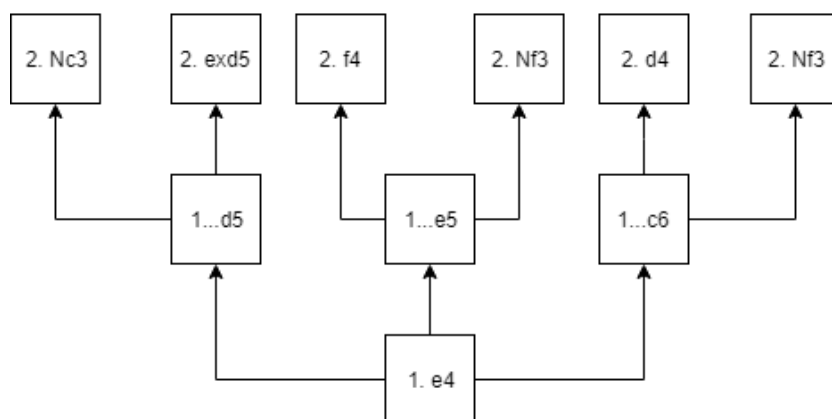 2. Nc3
2. exd5
2. f4
2. Nf3
2. d4
2. Nf3
1...d5
1...e5
1...c6
1. e4